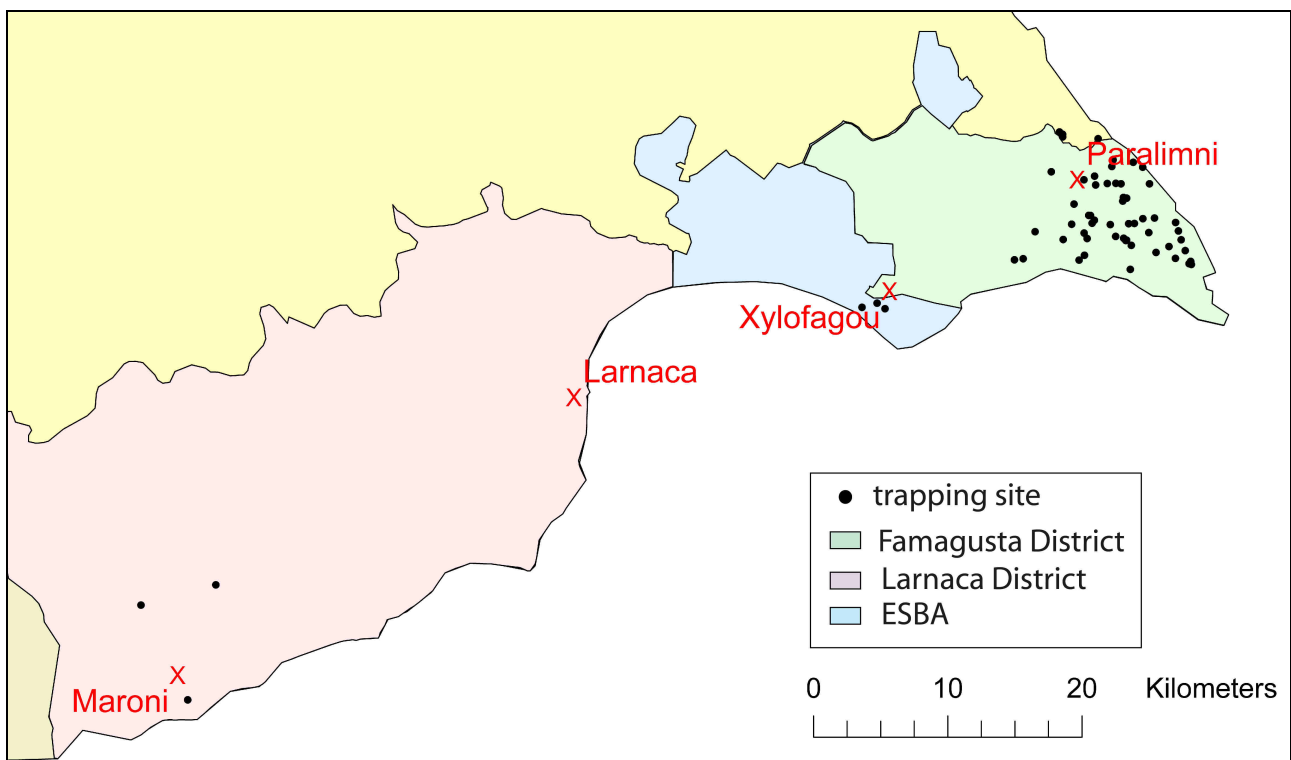 Paralimni
X
X
Xylofagou
Larnaca
X
trapping site
Famagusta District
Larnaca District
ESBA
X
Maroni
0 10 20 Kilometers